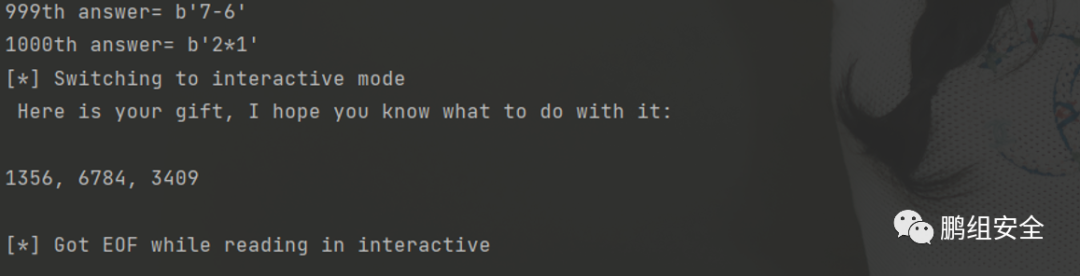 999th answer= b'7-6'
1000th answer= b'2*1'
[*] Switching to interactive mode
Here is your gift, I hope you know what to do with it:
1356, 6784, 3409
[*] Got EOF while reading in interactive
鹏组安全